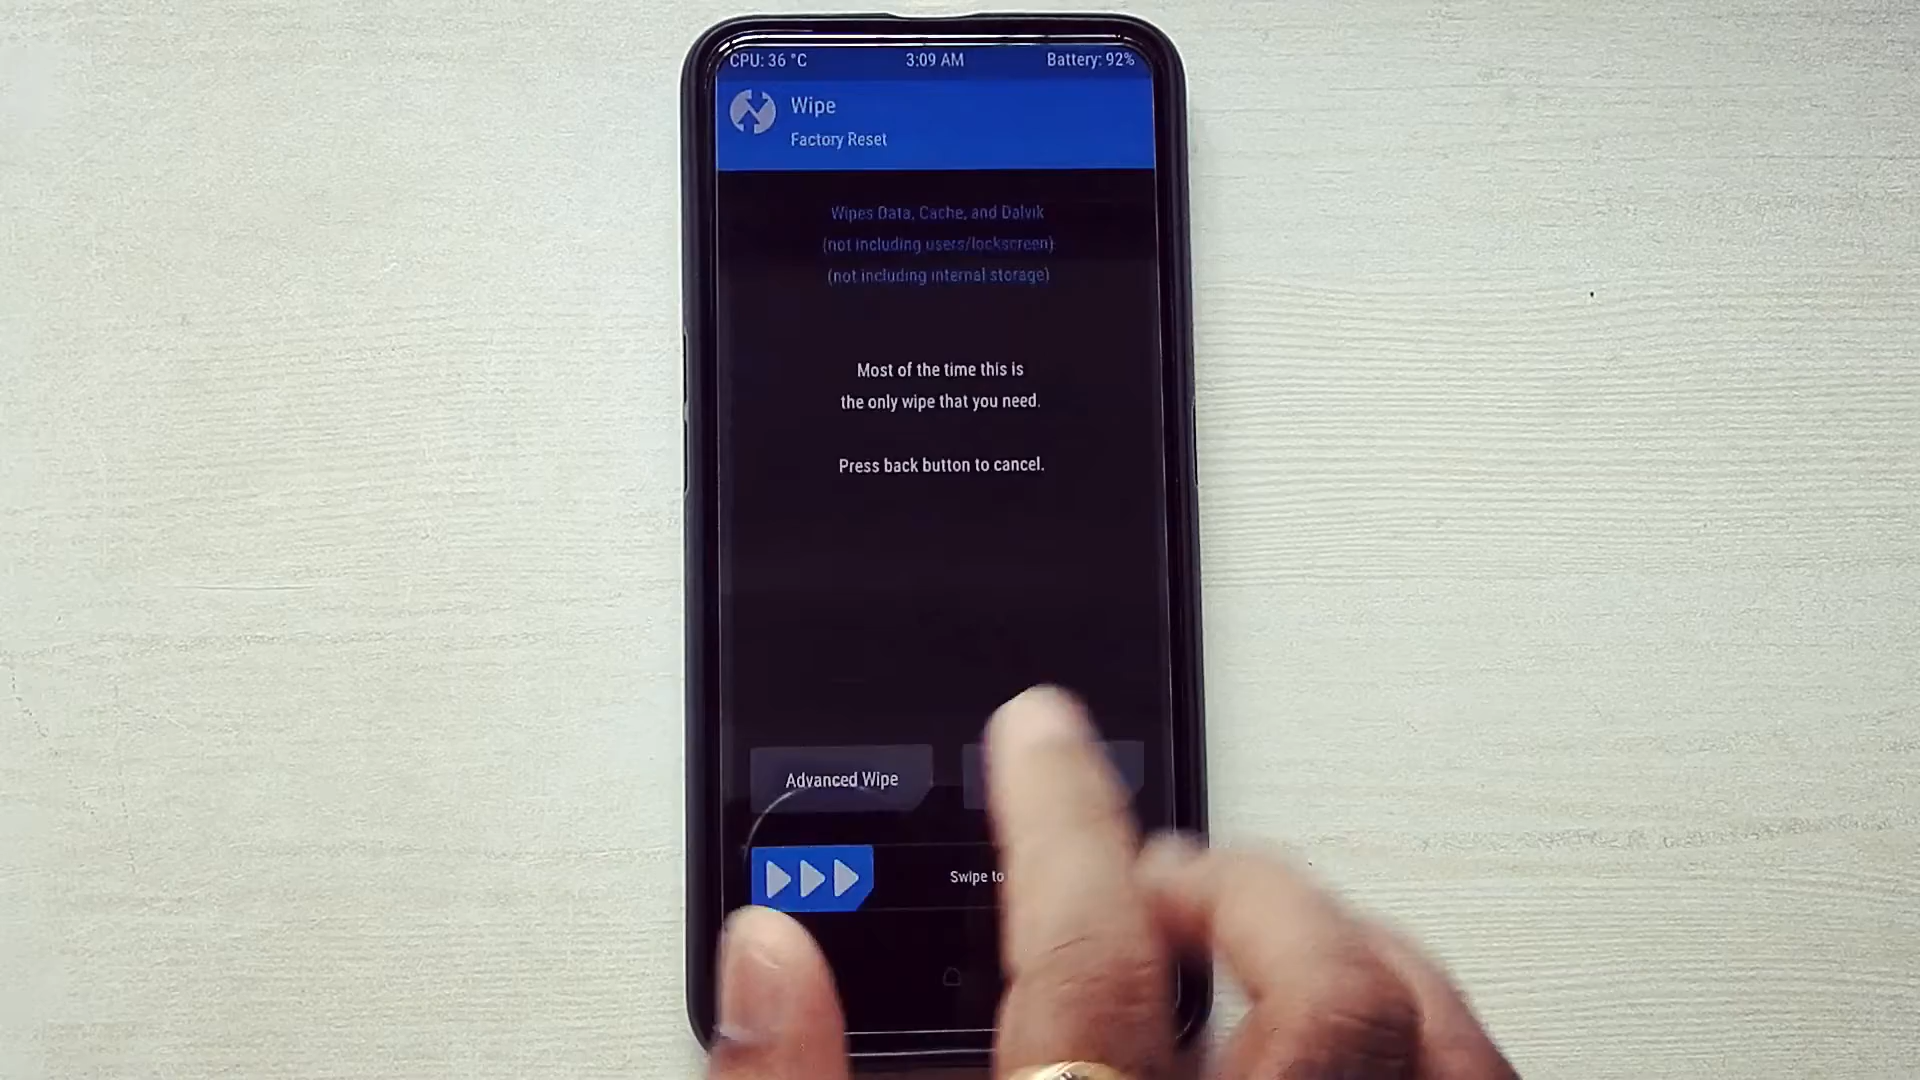 CPU: 36 °C 3:09 AM Battery: 92%
Wipe
Factory Reset
Wipes Data, Cache, and Dalvik
(not including users/lockscreen)
(not including internal storage)
Most of the time this is
the only wipe that you need.
Press back button to cancel.
Advanced Wipe
Swipe to